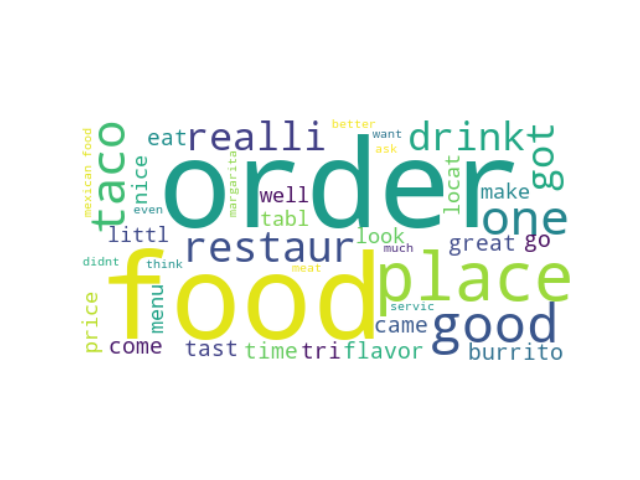 better
want
ask
eat
realli
drink
got
taco
mexican food
nice
even
margarita
order
well
tabl
locat
make
one
littl
restaur
look
great
go
didnt
think
food
meat
much
place
servic
price
menu
came
good
come
tast
time
tri
flavor
burrito